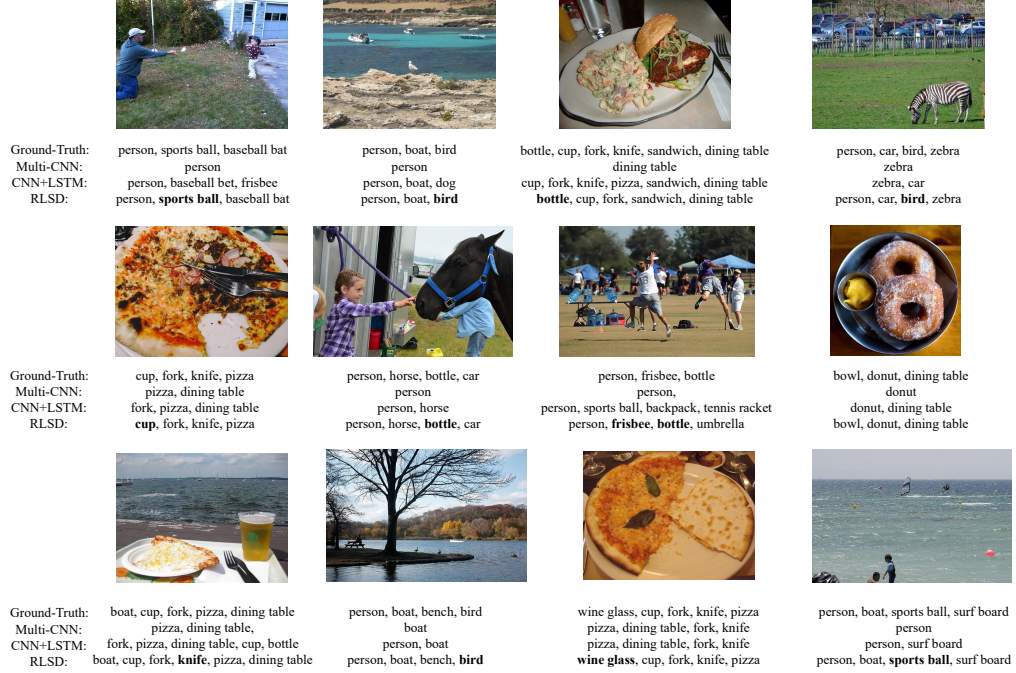 Ground-Truth: person, sports ball, baseball bat person, boat, bird bottle, cup, fork, knife, sandwich, dining table person, car, bird, zebra
Multi-CNN: person person dining table zebra
CNN+LSTM: person, baseball bet, frisbee person, boat, dog cup, fork, knife, pizza, sandwich, dining table zebra, car
RLSD: person, sports ball, baseball bat person, boat, bird bottle, cup, fork, sandwich, dining table person, car, bird, zebra
Ground-Truth: cup, fork, knife, pizza person, horse, bottle, car person, frisbee, bottle bowl, donut, dining table
Multi-CNN: pizza, dining table person person, donut
CNN+LSTM: fork, pizza, dining table person, horse person, sports ball, backpack, tennis racket donut, dining table
RLSD: cup, fork, knife, pizza person, horse, bottle, car person, frisbee, bottle, umbrella bowl, donut, dining table
Ground-Truth: boat, cup, fork, pizza, dining table person, boat, bench, bird wine glass, cup, fork, knife, pizza person, boat, sports ball, surf board
Multi-CNN: pizza, dining table, boat pizza, dining table, fork, knife person
CNN+LSTM: fork, pizza, dining table, cup, bottle person, boat pizza, dining table, fork, knife person, surf board
RLSD: boat, cup, fork, knife, pizza, dining table person, boat, bench, bird wine glass, cup, fork, knife, pizza person, boat, sports ball, surf board